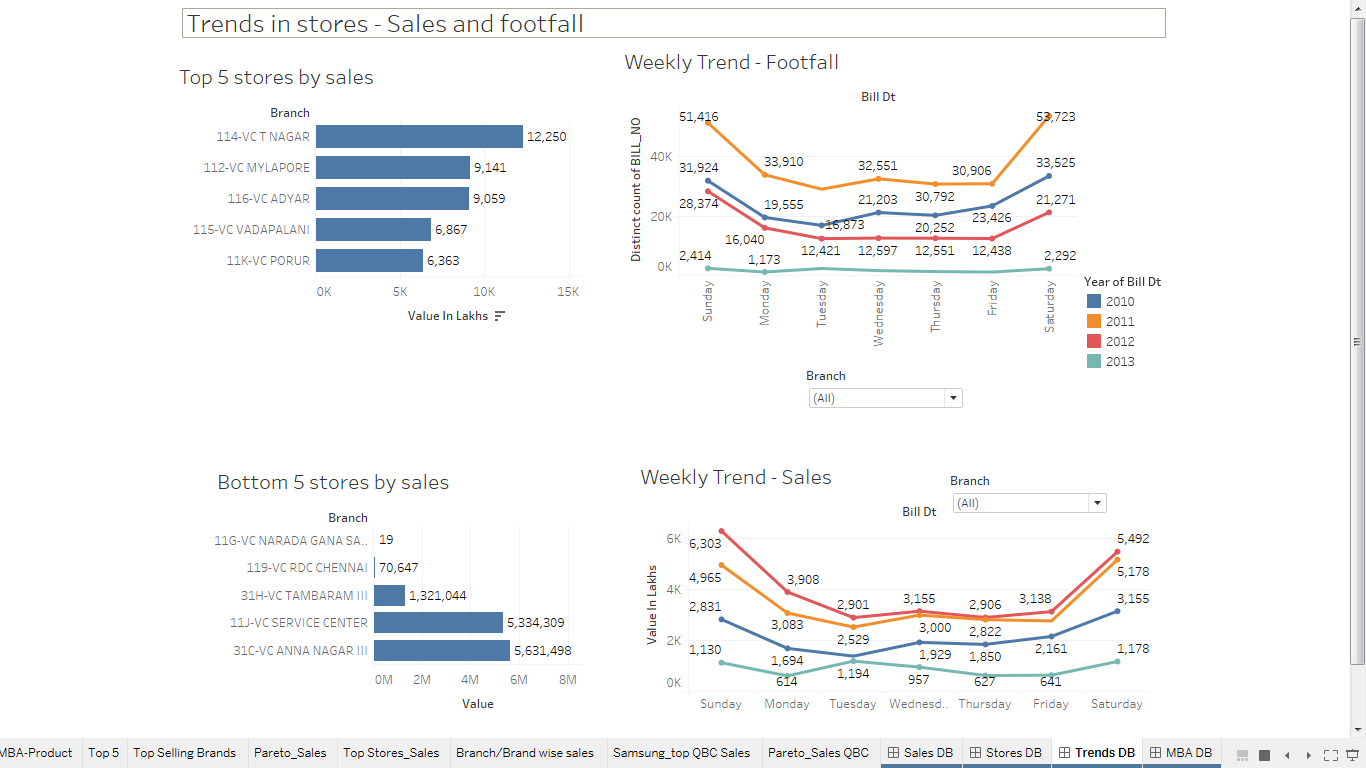 Trends in stores - Sales and footfall
Top 5 stores by sales
Branch
114-VC T NAGAR 12,250
112-VC MYLAPORE 9,141
116-VC ADYAR 9,059
115-VC VADAPALANI 6,867
11K-VC PORUR 6,363
0K 5K 10K 15K
Value In Lakhs
Weekly Trend - Footfall
Bill Dt
Distinct count of BILL_NO
40K
20K
0K
51,416 33,910 32,551 30,906 53,723
31,924 19,555 16,873 21,203 20,252 23,426 33,525
30,792
28,374 16,040 12,421 12,597 12,551 12,438 21,271
2,414 1,173 2,292
Sunday Monday Tuesday Wednesday Thursday Friday Saturday
Year of Bill Dt
2010
2011
2012
2013
Branch
(All)
Bottom 5 stores by sales
Branch
11G-VC NARADA GANA SA.. 19
119-VC RDC CHENNAI 70,647
31H-VC TAMBARAM III 1,321,044
11J-VC SERVICE CENTER 5,334,309
31C-VC ANNA NAGAR III 5,631,498
0M 2M 4M 6M 8M
Value
Weekly Trend - Sales
Branch
(All)
Bill Dt
Value In Lakhs
6K
4K
2K
0K
6,303 3,908 2,901 3,155 2,906 3,138 5,492
4,965 3,083 2,529 3,000 2,822 5,178
2,831 1,694 1,929 1,850 2,161 3,155
1,130 614 1,194 957 627 641 1,178
Sunday Monday Tuesday Wednesd.. Thursday Friday Saturday
MBA-Product Top 5 Top Selling Brands Pareto_Sales Top Stores_Sales Branch/Brand wise sales Samsung_top QBC Sales Pareto_Sales QBC Sales DB Stores DB Trends DB MBA DB